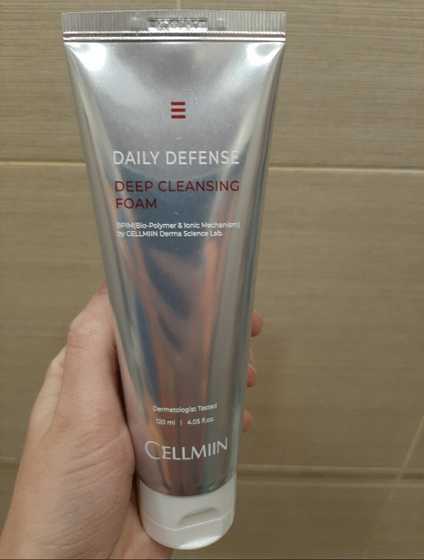 DAILY DEFENSE
DEEP CLEANSING
FOAM
BPIM(Bio-Polymer & Ionic Mechanism)
by CELLMIIN Derma Science Lab.
Dermatologist Tested
120 ml | 4.05 fl.oz.
CELLMIIN